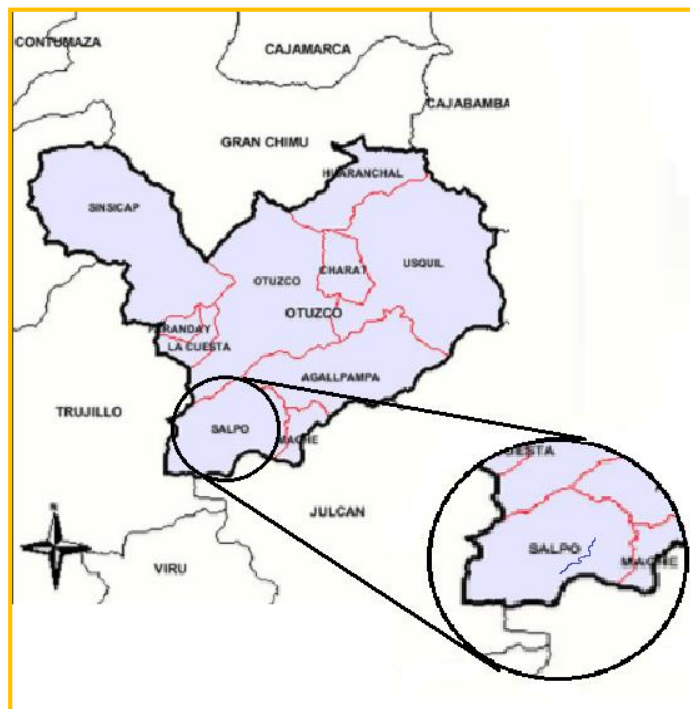 CONTUMAZA
CAJAMARCA
CAJABAMBA
GRAN CHIMU
HUARANCHAL
SINSICAP
OTUZCO
CHARAT
USQUIL
OTUZCO
PARANDAY
LA CUESTA
AGALLPAMPA
TRUJILLO
SALPO
MACHE
JULCAN
N
VIRU
UESTA
SALPO
MACHE